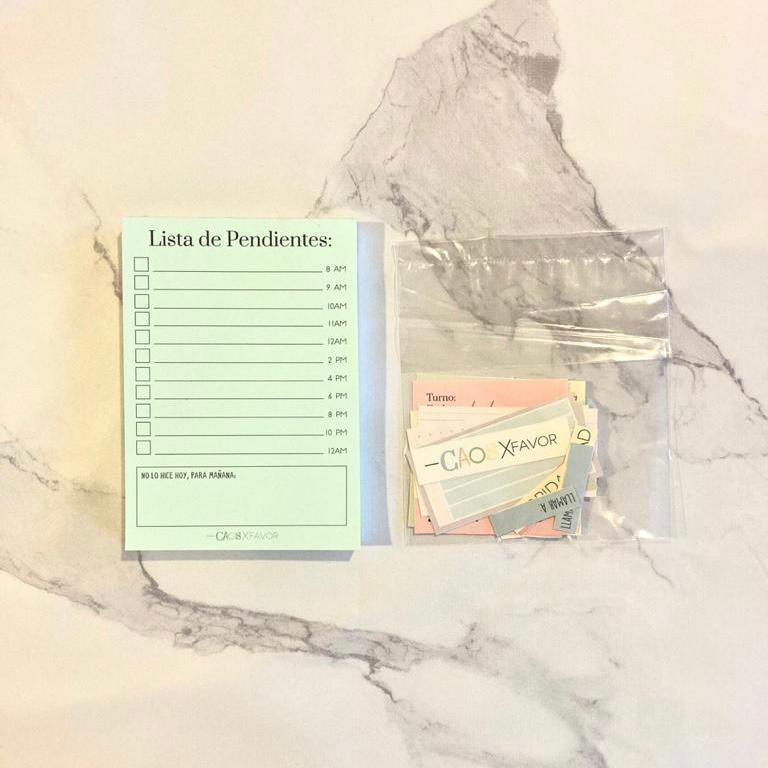 Lista de Pendientes:
8 AM
9 AM
10AM
11AM
12AM
2 PM
4 PM
6 PM
8 PM
10 PM
12AM
NO LO HICE HOY, PARA MAÑANA:
—CAOSXFAVOR
Turno:
—CAOSXFAVOR
LLAMAR A:
LLAM